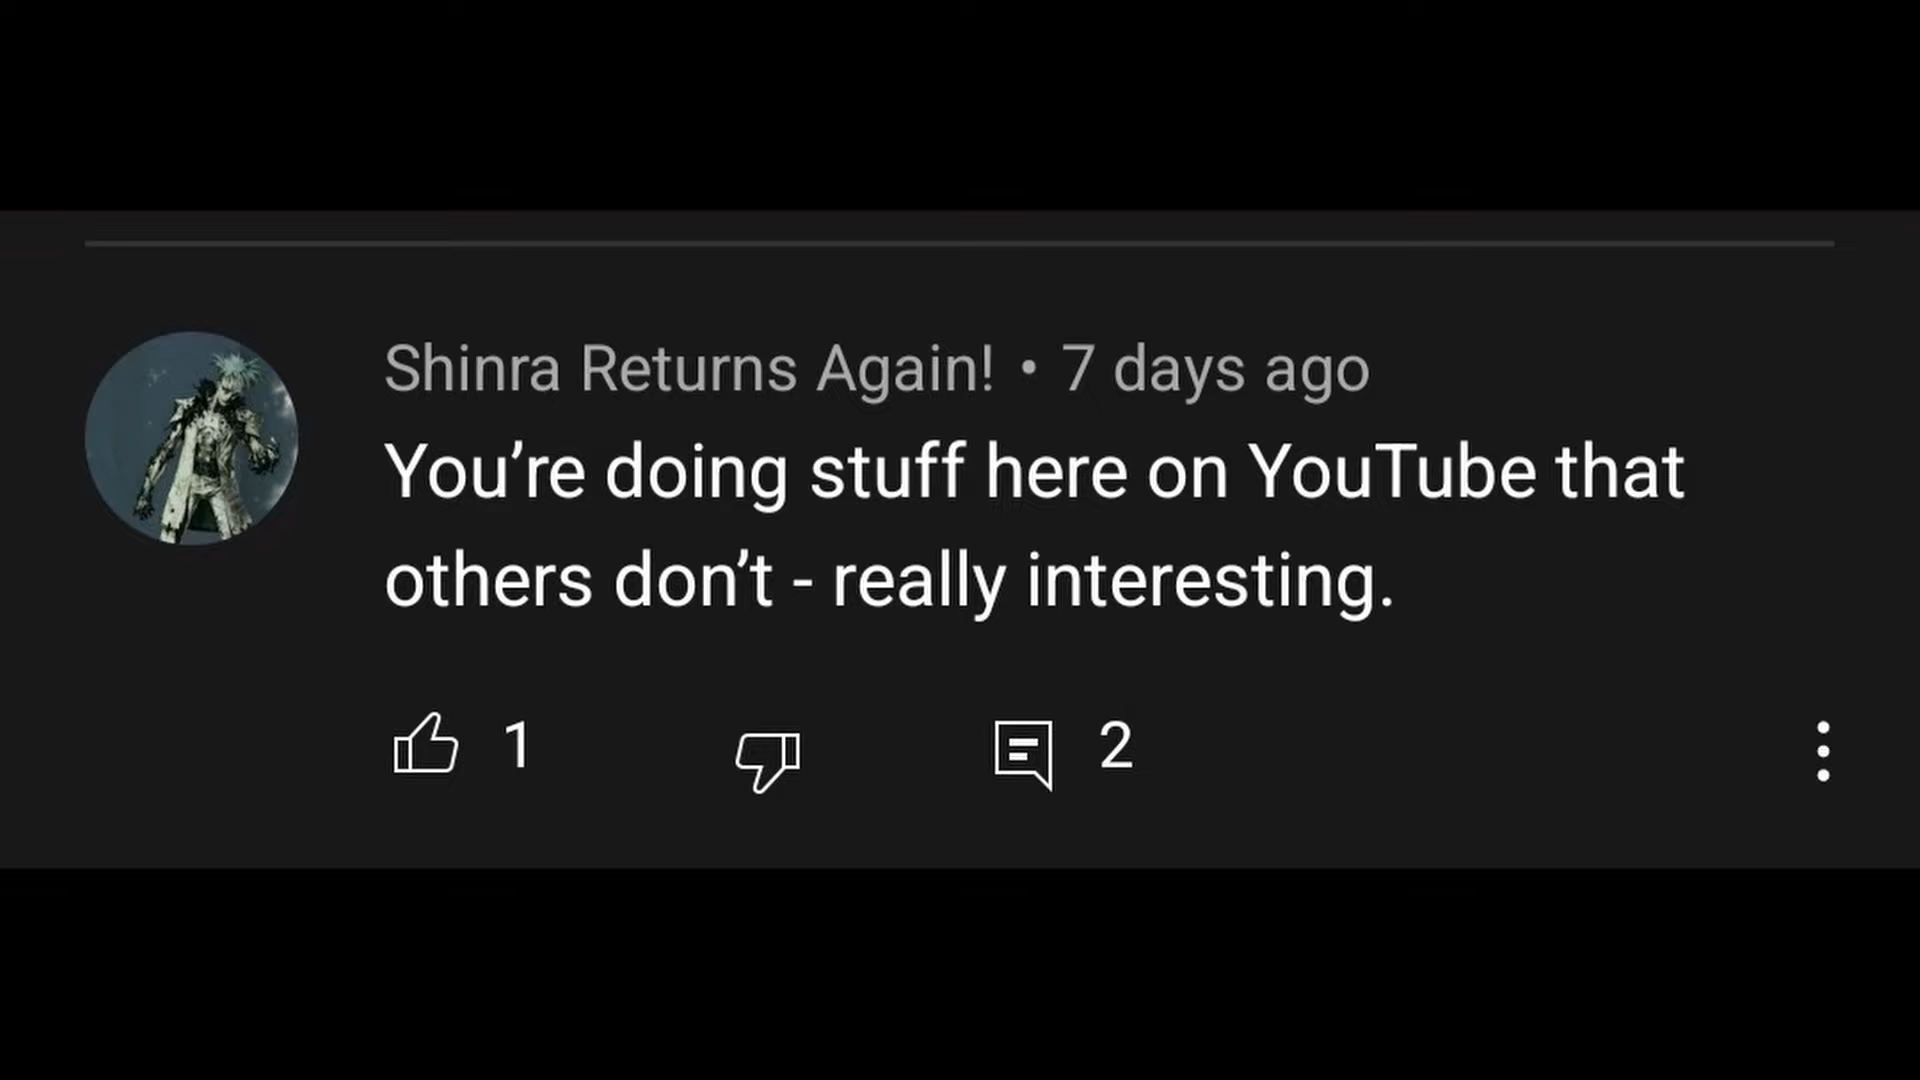 Shinra Returns Again! • 7 days ago
You’re doing stuff here on YouTube that
others don’t - really interesting.
1 2